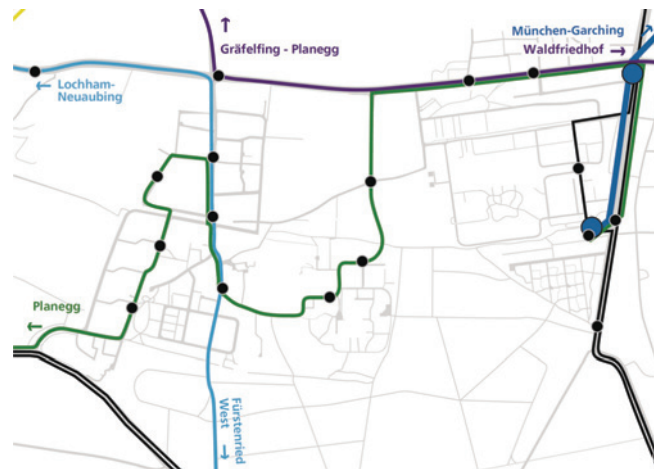 München-Garching
Gräfelfing - Planegg
Waldfriedhof
Lochham-
Neuaubing
Planegg
Fürstenried
West